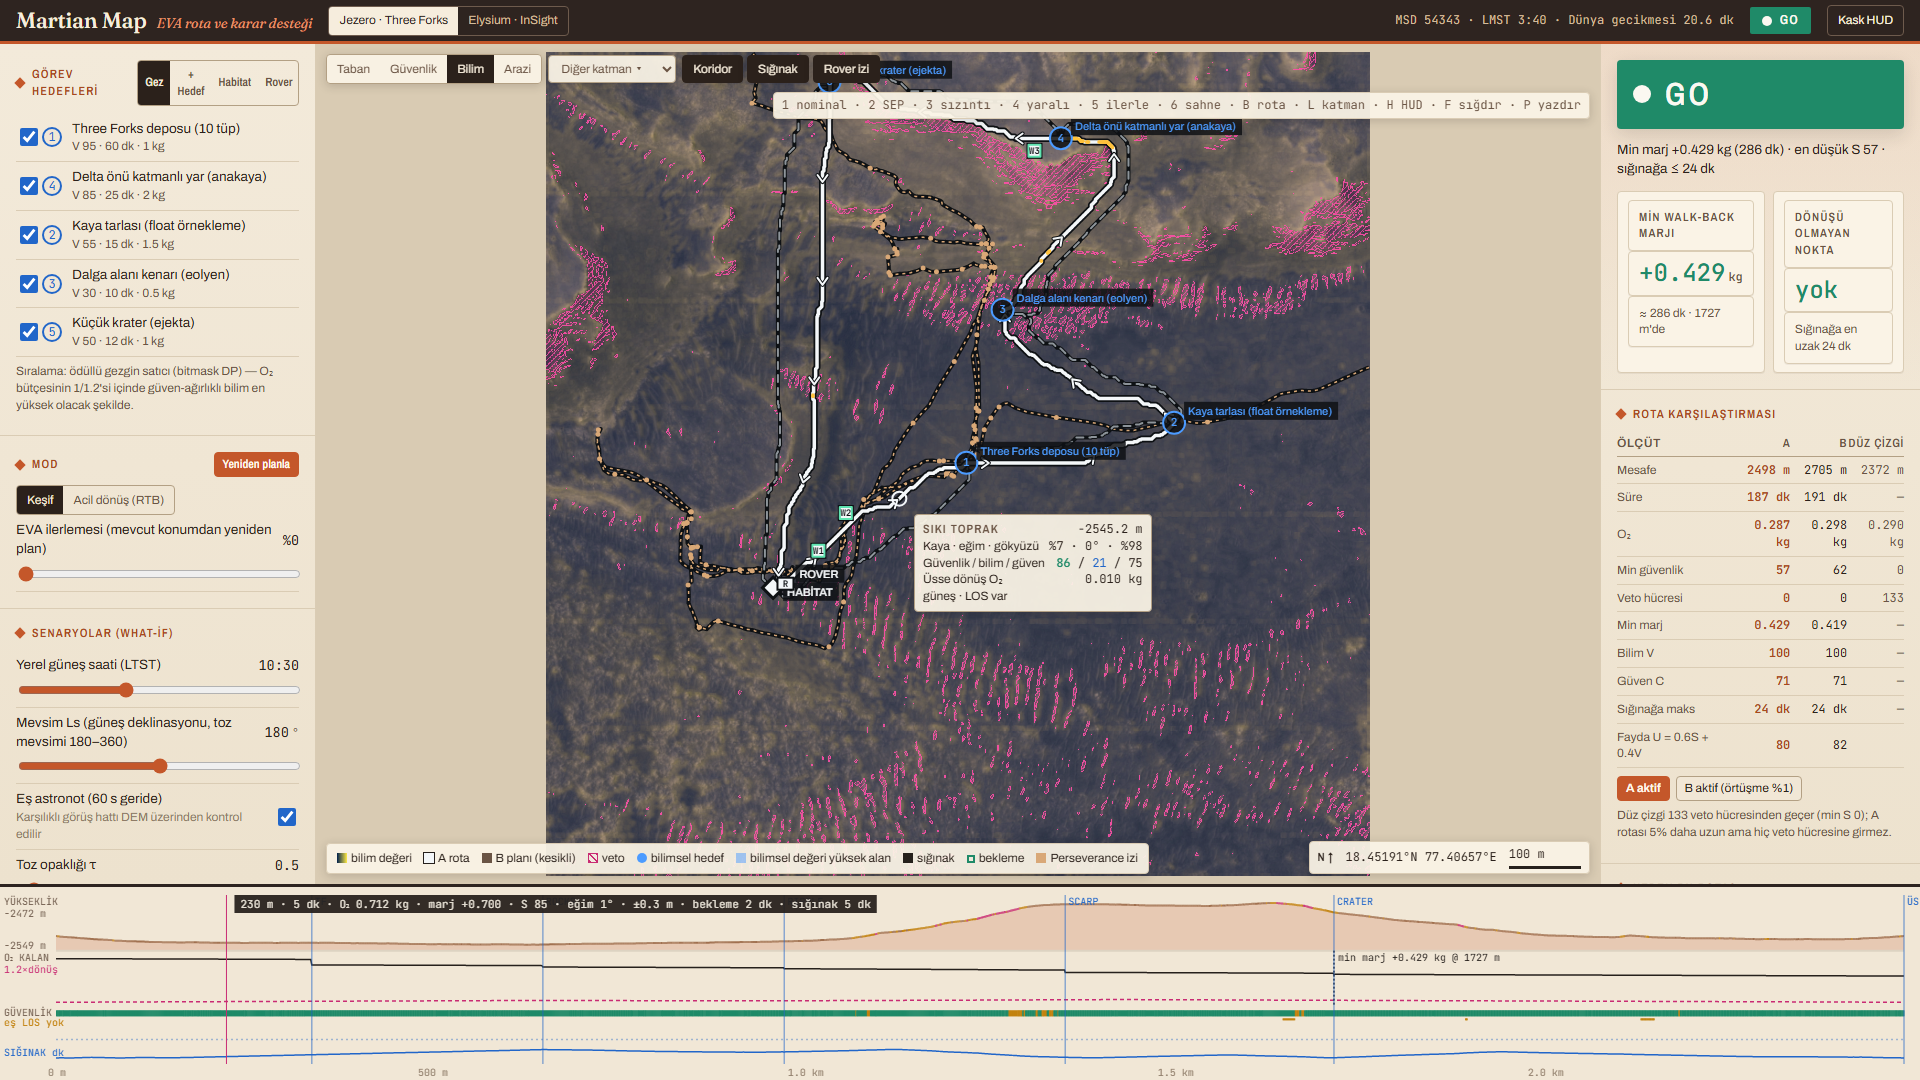 Martian Map EVA rota ve karar desteği
Jezero · Three Forks
Elysium · InSight
MSD 54343 · LMST 3:40 · Dünya gecikmesi 20.6 dk
GO
Kask HUD
GÖREV
HEDEFLERİ
Gez
+
Hedef
Habitat
Rover
1
Three Forks deposu (10 tüp)
V 95 · 60 dk · 1 kg
4
Delta önü katmanlı yar (anakaya)
V 85 · 25 dk · 2 kg
2
Kaya tarlası (float örnekleme)
V 55 · 15 dk · 1.5 kg
3
Dalga alanı kenarı (eolyen)
V 30 · 10 dk · 0.5 kg
5
Küçük krater (ejekta)
V 50 · 12 dk · 1 kg
Sıralama: ödüllü gezgin satıcı (bitmask DP) — O₂
bütçesinin 1/1.2'si içinde güven-ağırlıklı bilim en
yüksek olacak şekilde.
MOD
Yeniden planla
Keşif
Acil dönüş (RTB)
EVA ilerlemesi (mevcut konumdan yeniden
plan)
%0
SENARYOLAR (WHAT-İF)
Yerel güneş saati (LTST)
10:30
Mevsim Ls (güneş deklinasyonu, toz
mevsimi 180–360)
180 °
Eş astronot (60 s geride)
Karşılıklı görüş hattı DEM üzerinden kontrol
edilir
Toz opaklığı τ
0.5
Taban
Güvenlik
Bilim
Arazi
Diğer katman
Koridor
Sığınak
Rover izi
krater (ejekta)
1 nominal · 2 SEP · 3 sızıntı · 4 yaralı · 5 ilerle · 6 sahne · B rota · L katman · H HUD · F sığdır · P yazdır
4
Delta önü katmanlı yar (anakaya)
W3
3
Dalga alanı kenarı (eolyen)
2
Kaya tarlası (float örnekleme)
1
Three Forks deposu (10 tüp)
W2
W1
ROVER
R
HABİTAT
SIKI TOPRAK -2545.2 m
Kaya · eğim · gökyüzü %7 · 0° · %98
Güvenlik / bilim / güven 86 / 21 / 75
Üsse dönüş O₂ 0.010 kg
güneş · LOS var
bilim değeri
A rota
B planı (kesikli)
veto
bilimsel hedef
bilimsel değeri yüksek alan
sığınak
bekleme
Perseverance izi
N↑ 18.45191°N 77.40657°E 100 m
GO
Min marj +0.429 kg (286 dk) · en düşük S 57 ·
sığınağa ≤ 24 dk
MİN WALK-BACK
MARJI
+0.429 kg
≈ 286 dk · 1727
m'de
DÖNÜŞÜ
OLMAYAN
NOKTA
yok
Sığınağa en
uzak 24 dk
ROTA KARŞILAŞTIRMASI
ÖLÇÜT A B DÜZ ÇİZGİ
Mesafe 2498 m 2705 m 2372 m
Süre 187 dk 191 dk —
O₂ 0.287 kg 0.298 kg 0.290 kg
Min güvenlik 57 62 0
Veto hücresi 0 0 133
Min marj 0.429 0.419 —
Bilim V 100 100 —
Güven C 71 71 —
Sığınağa maks 24 dk 24 dk —
Fayda U = 0.6S +
0.4V
80 82
A aktif
B aktif (örtüşme %1)
Düz çizgi 133 veto hücresinden geçer (min S 0); A
rotası 5% daha uzun ama hiç veto hücresine girmez.
YÜKSEKLİK
-2472 m
230 m · 5 dk · O₂ 0.712 kg · marj +0.700 · S 85 · eğim 1° · ±0.3 m · bekleme 2 dk · sığınak 5 dk
SCARP
CRATER
ÜS
-2549 m
O₂ KALAN
1.2×dönüş
min marj +0.429 kg @ 1727 m
GÜVENLİK
eş LOS yok
SIĞINAK dk
0 m
500 m
1.0 km
1.5 km
2.0 km